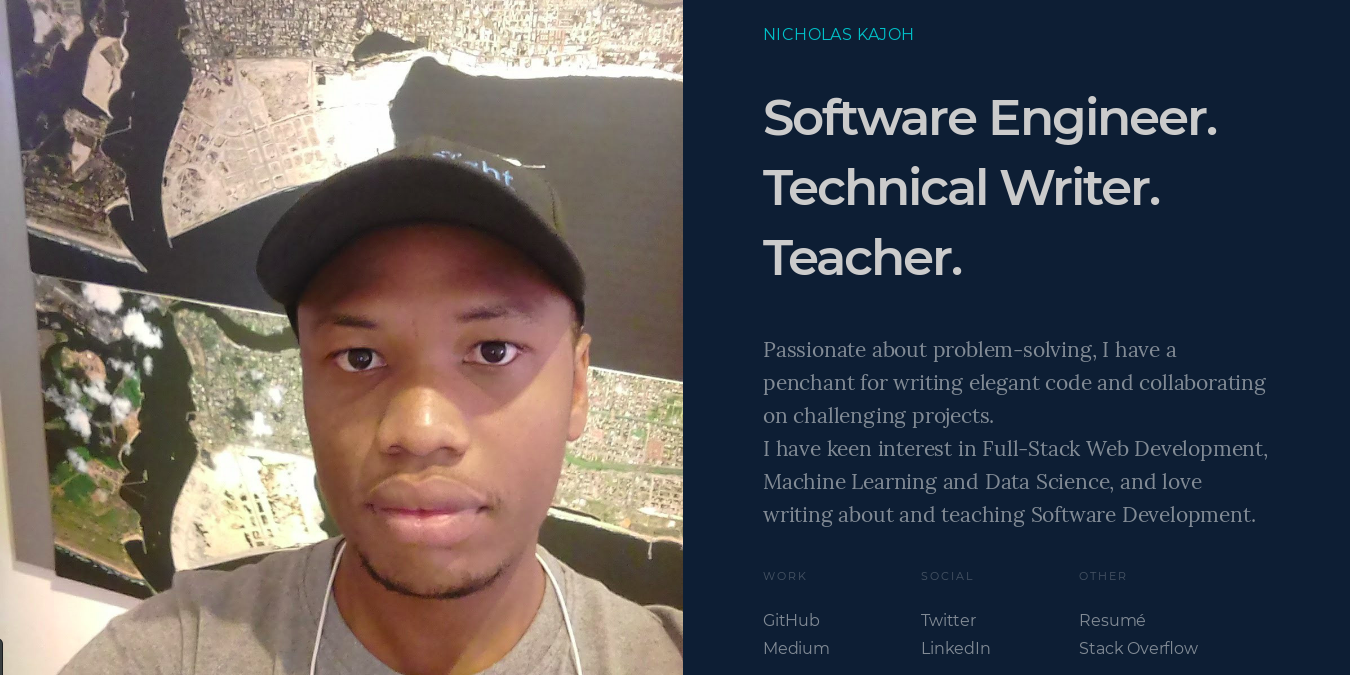 NICHOLAS KAJOH
Software Engineer.
Technical Writer.
Teacher.
Passionate about problem-solving, I have a
penchant for writing elegant code and collaborating
on challenging projects.
I have keen interest in Full-Stack Web Development,
Machine Learning and Data Science, and love
writing about and teaching Software Development.
WORK SOCIAL OTHER
GitHub Twitter Resumé
Medium LinkedIn Stack Overflow